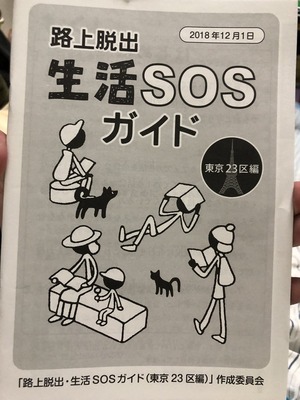 路上脱出
2018年12月1日
生活SOS
ガイド
東京23区編
「路上脱出・生活SOSガイド(東京23区編)」作成委員会